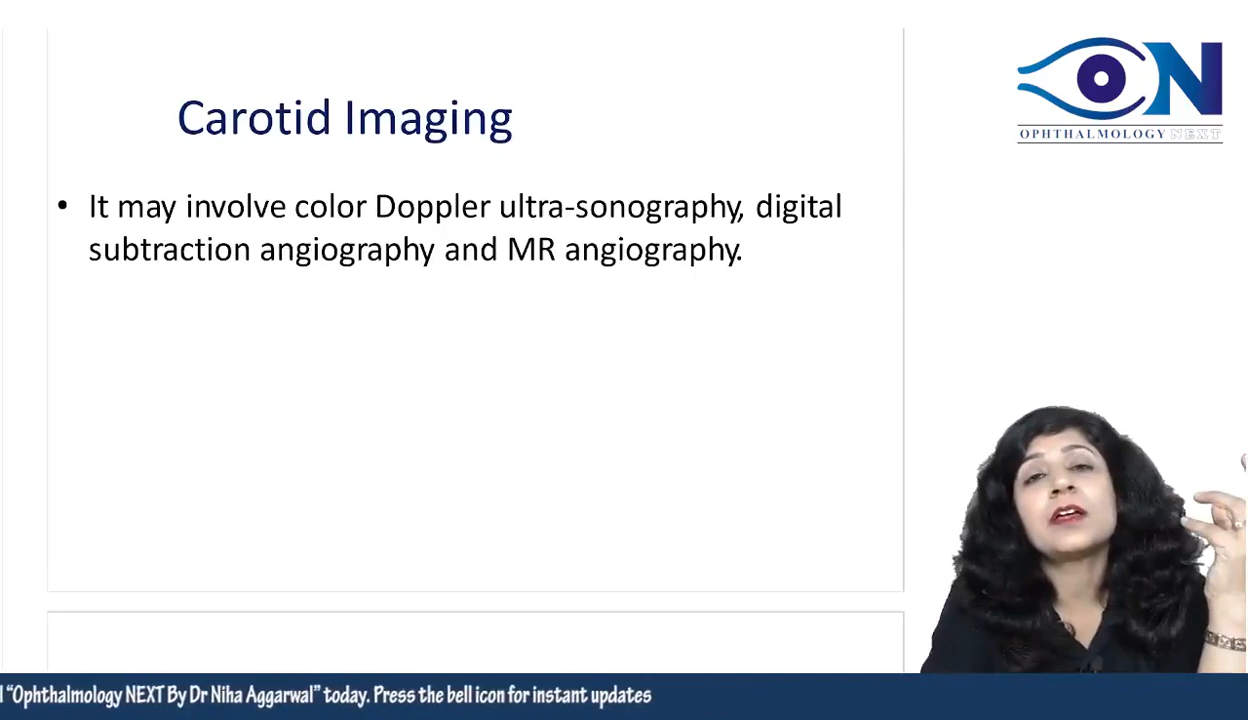 Carotid Imaging
• It may involve color Doppler ultra-sonography, digital
subtraction angiography and MR angiography.
N
OPHTHALMOLOGY NEXT
"Ophthalmology NEXT By Dr Niha Aggarwal" today. Press the bell icon for instant updates